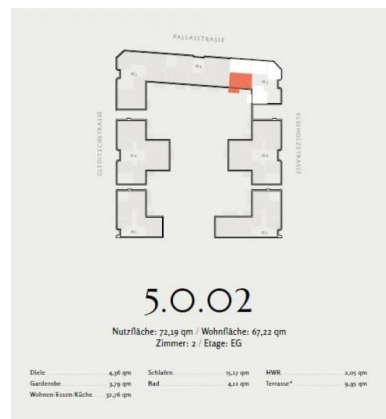 PALLASSTRASSE
GLEDITSCHSTRASSE
ELSSHOLZSTRASSE
5.0.02
Nutzfläche: 72,19 qm / Wohnfläche: 67,22 qm
Zimmer: 2 / Etage: EG
Diele 4,36 qm Schlafen 15,17 qm HWR 2,05 qm
Garderobe 3,79 qm Bad 4,11 qm Terrasse* 9,95 qm
Wohnen/Essen/Küche 32,76 qm